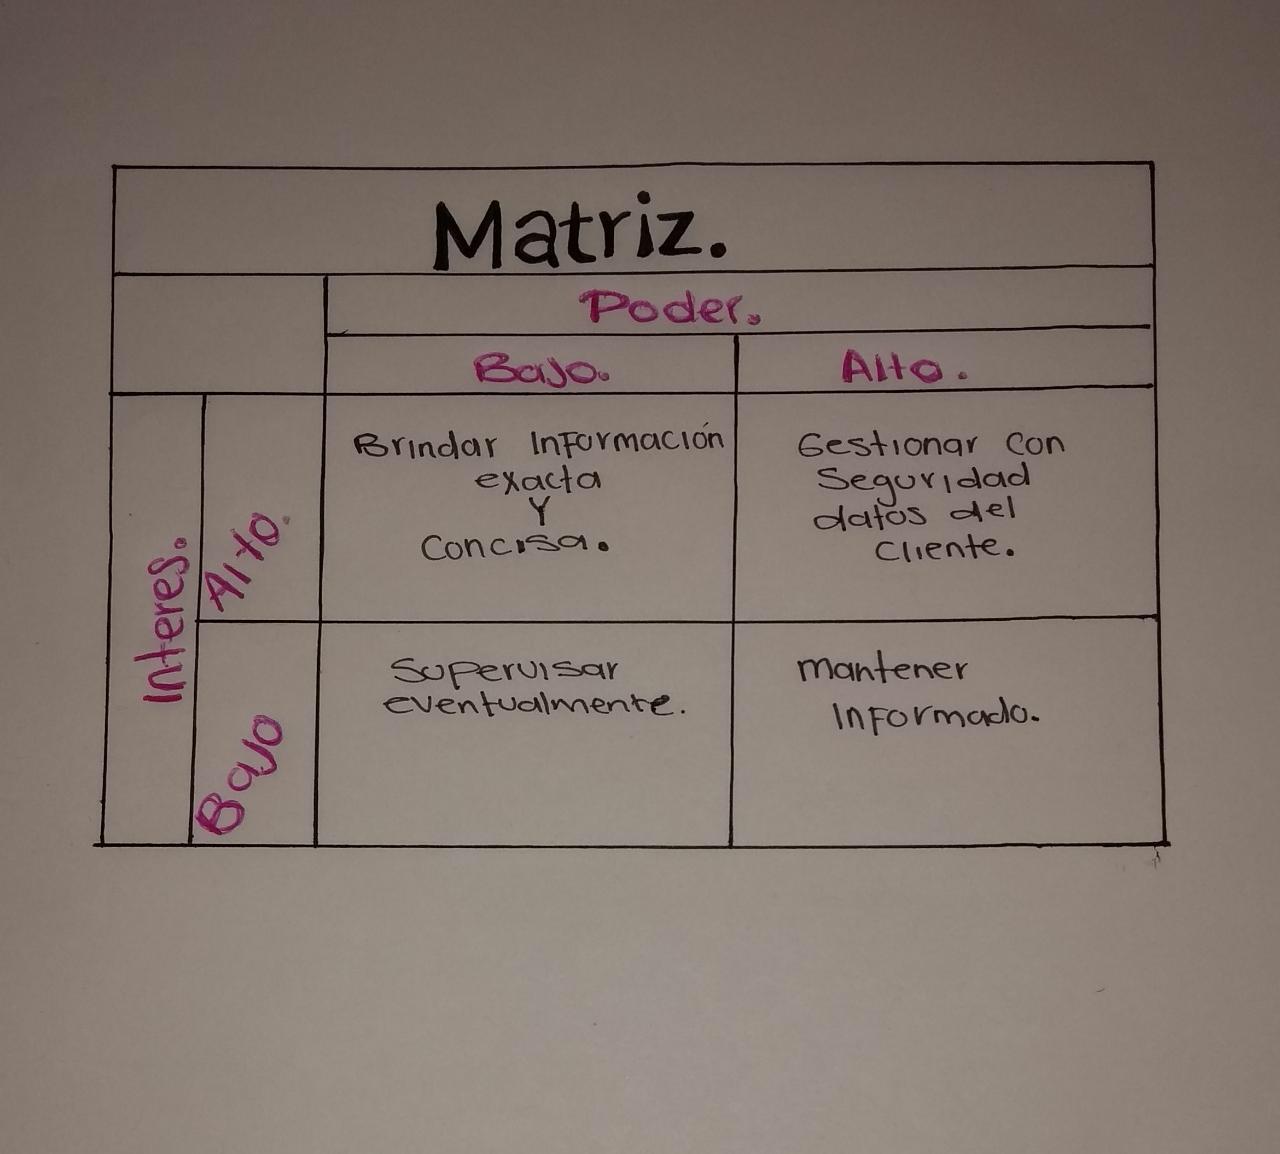 Matriz.
Poder.
Bajo.
Alto.
Interes.
Alto.
Brindar Información
exacta
Y
Concisa.
Gestionar con
Seguridad
datos del
Cliente.
Bajo
Supervisar
eventualmente.
mantener
Informado.